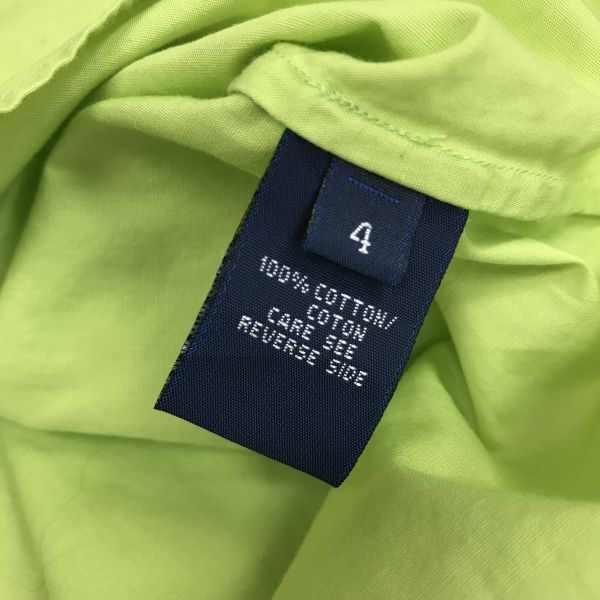 4
100% COTTON/
COTON
CARE SEE
REVERSE SIDE